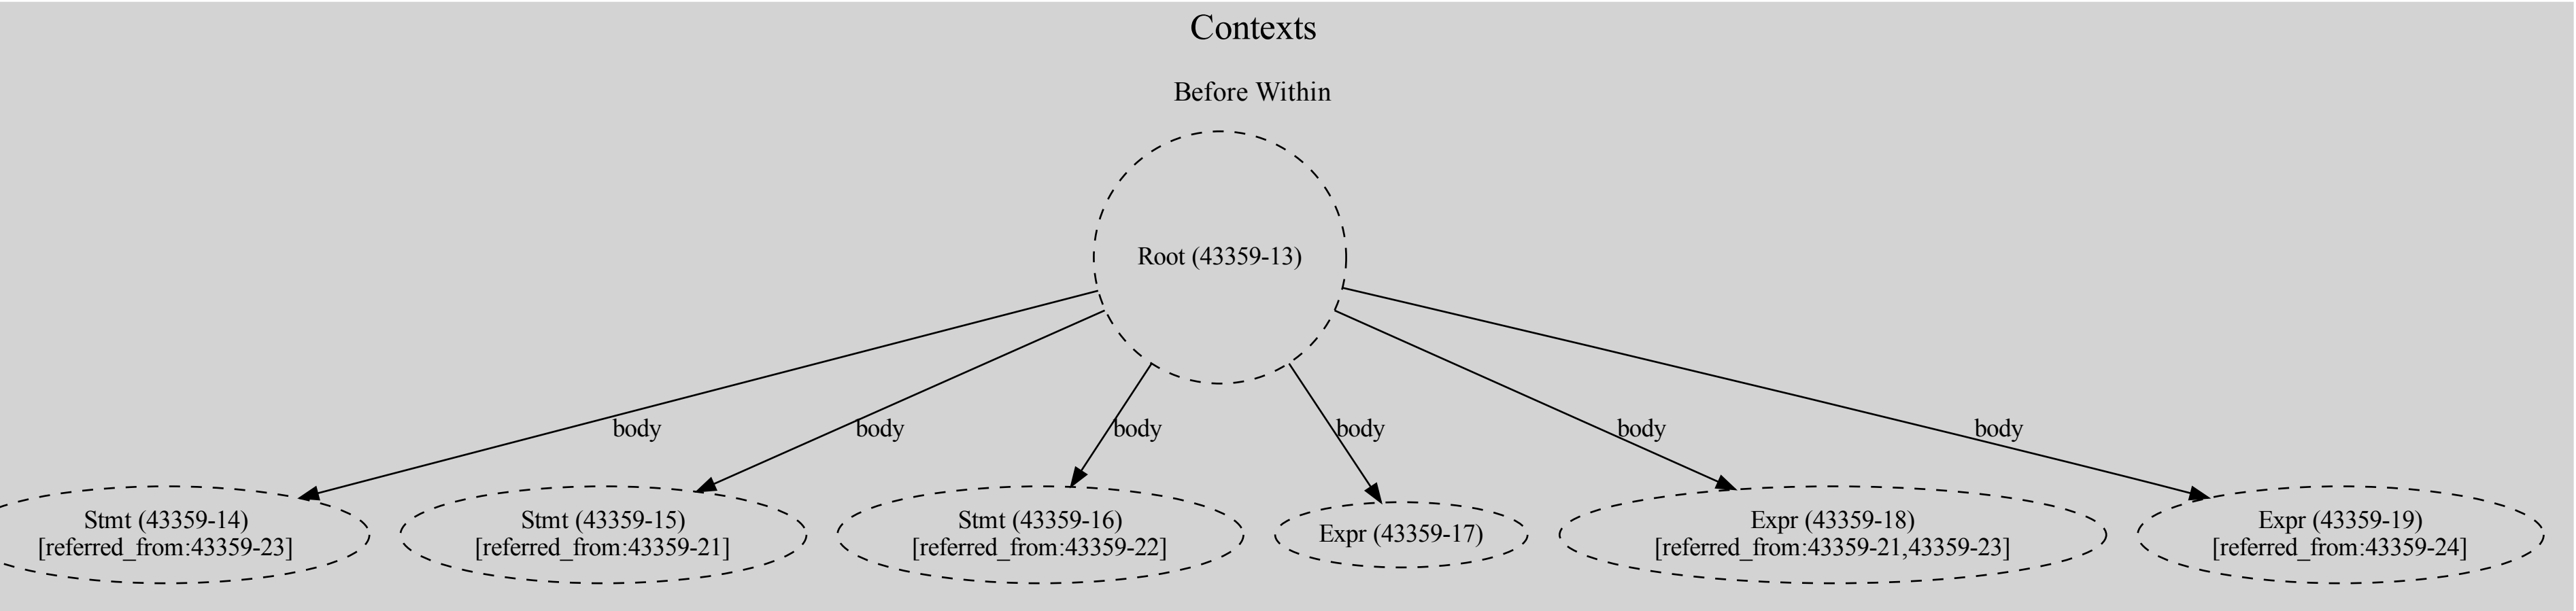 Contexts
Before Within
Root (43359-13)
body
body
body
body
body
body
Stmt (43359-14)
[referred_from:43359-23]
Stmt (43359-15)
[referred_from:43359-21]
Stmt (43359-16)
[referred_from:43359-22]
Expr (43359-17)
Expr (43359-18)
[referred_from:43359-21,43359-23]
Expr (43359-19)
[referred_from:43359-24]